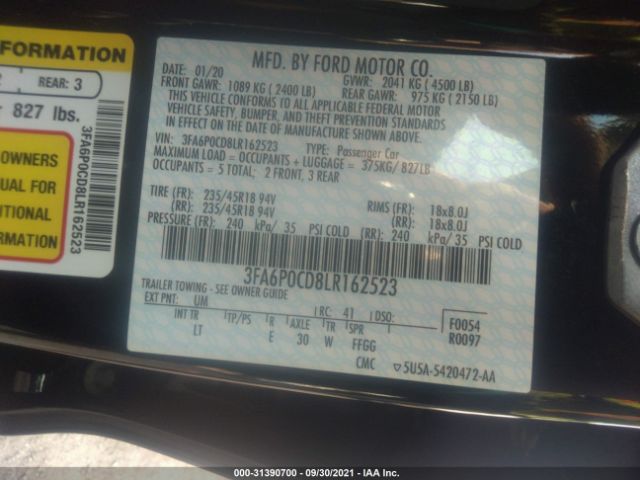 FORMATION
2 REAR: 3
827 lbs.
OWNERS
UAL FOR
ITIONAL
RMATION
3FA6P0CD8LR162523
MFD. BY FORD MOTOR CO.
DATE: 01/20 GVWR: 2041 KG ( 4500 LB)
FRONT GAWR: 1089 KG ( 2400 LB) REAR GAWR: 975 KG ( 2150 LB)
THIS VEHICLE CONFORMS TO ALL APPLICABLE FEDERAL MOTOR
VEHICLE SAFETY, BUMPER, AND THEFT PREVENTION STANDARDS
IN EFFECT ON THE DATE OF MANUFACTURE SHOWN ABOVE.
VIN: 3FA6P0CD8LR162523 TYPE: Passenger Car
MAXIMUM LOAD = OCCUPANTS + LUGGAGE = 375KG/ 827LB
OCCUPANTS = 5 TOTAL; 2 FRONT, 3 REAR
TIRE (FR): 235/45R18 94V RIMS (FR): 18x8.0J
(RR): 235/45R18 94V (RR): 18x8.0J
PRESSURE (FR): 240 kPa/ 35 PSI COLD (RR): 240 kPa/ 35 PSI COLD
3FA6P0CD8LR162523
TRAILER TOWING - SEE OWNER GUIDE
EXT PNT: UM RC: 41 DSO: F0054
INT TR TP/PS R AXLE TR SPR R0097
LT E 30 W FFGG
CMC ▽5U5A-5420472-AA
000-31390700 - 09/30/2021 - IAA Inc.